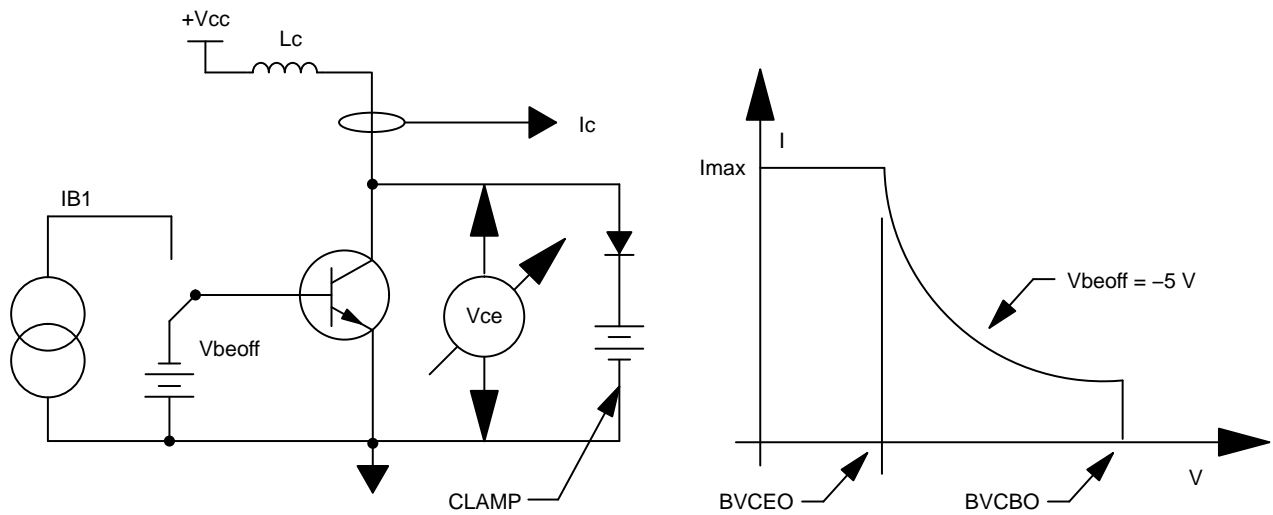 +Vcc
Lc
Ic
IB1
Vbeoff
Vce
CLAMP
I
Imax
Vbeoff = −5 V
V
BVCEO
BVCBO